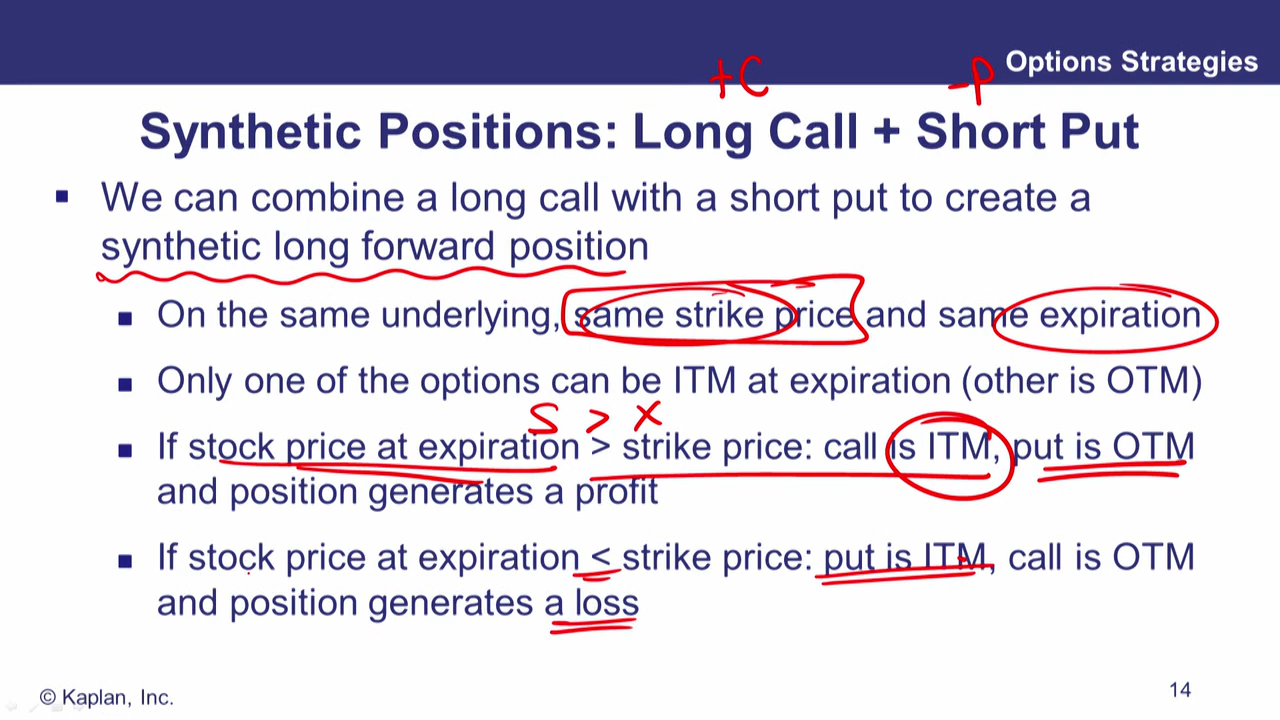 Options Strategies
+C -P
Synthetic Positions: Long Call + Short Put
▪ We can combine a long call with a short put to create a
synthetic long forward position
▪ On the same underlying, same strike price and same expiration
▪ Only one of the options can be ITM at expiration (other is OTM)
S > X
▪ If stock price at expiration > strike price: call is ITM, put is OTM
and position generates a profit
▪ If stock price at expiration < strike price: put is ITM, call is OTM
and position generates a loss
© Kaplan, Inc.
14